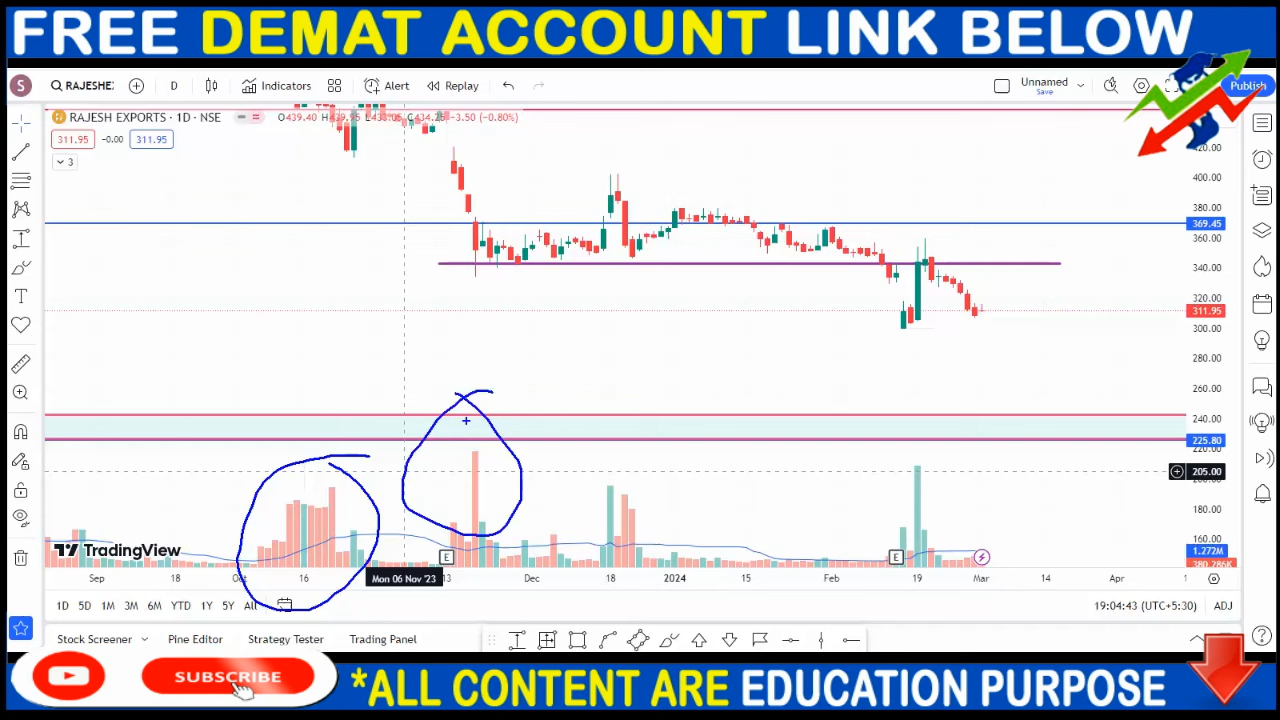 FREE DEMAT ACCOUNT LINK BELOW
S RAJESHE D Indicators Alert Replay Unnamed Save Publish
RAJESH EXPORTS · 1D · NSE
311.95 -0.00 311.95
3
420.00
400.00
380.00
369.45
360.00
340.00
320.00
311.95
300.00
280.00
260.00
240.00
225.80
205.00
180.00
160.00
1.272M
380.286K
E E
TradingView
Sep 18 16 Mon 06 Nov '23 13 Dec 18 2024 15 Feb 19 Mar 14 Apr 1
1D 5D 1M 3M 6M YTD 1Y 5Y All 19:04:43 (UTC+5:30) ADJ
Stock Screener Pine Editor Strategy Tester Trading Panel
SUBSCRIBE
*ALL CONTENT ARE EDUCATION PURPOSE